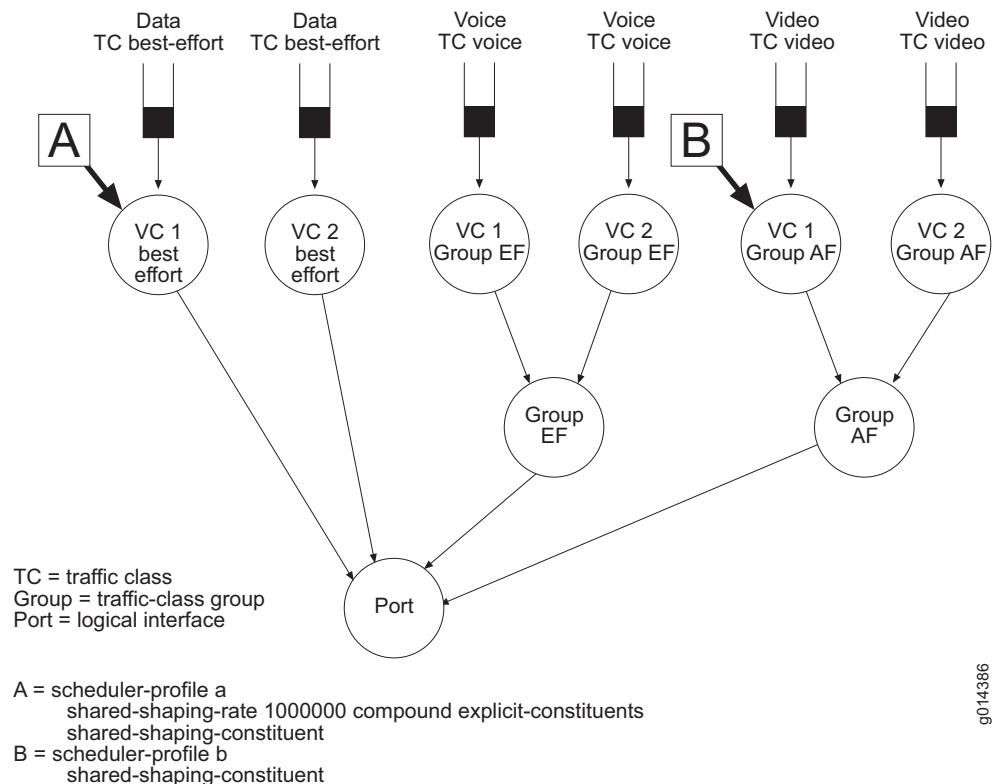 Data
TC best-effort
Data
TC best-effort
Voice
TC voice
Voice
TC voice
Video
TC video
Video
TC video
A
B
VC 1
best
effort
VC 2
best
effort
VC 1
Group EF
VC 2
Group EF
VC 1
Group AF
VC 2
Group AF
Group
EF
Group
AF
Port
TC = traffic class
Group = traffic-class group
Port = logical interface
A = scheduler-profile a
shared-shaping-rate 1000000 compound explicit-constituents
shared-shaping-constituent
B = scheduler-profile b
shared-shaping-constituent
g014386